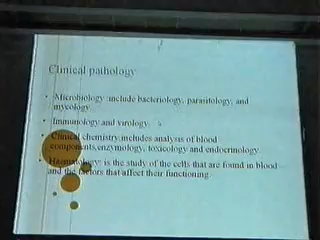 Clinical pathology
• Microbiology :include bacteriology, parasitology, and
mycology.
• Immunology and virology.
• Clinical chemistry:includes analysis of blood
components,enzymology, toxicology and endocrinology.
• Haematology: is the study of the cells that are found in blood
and the factors that affect their functioning.